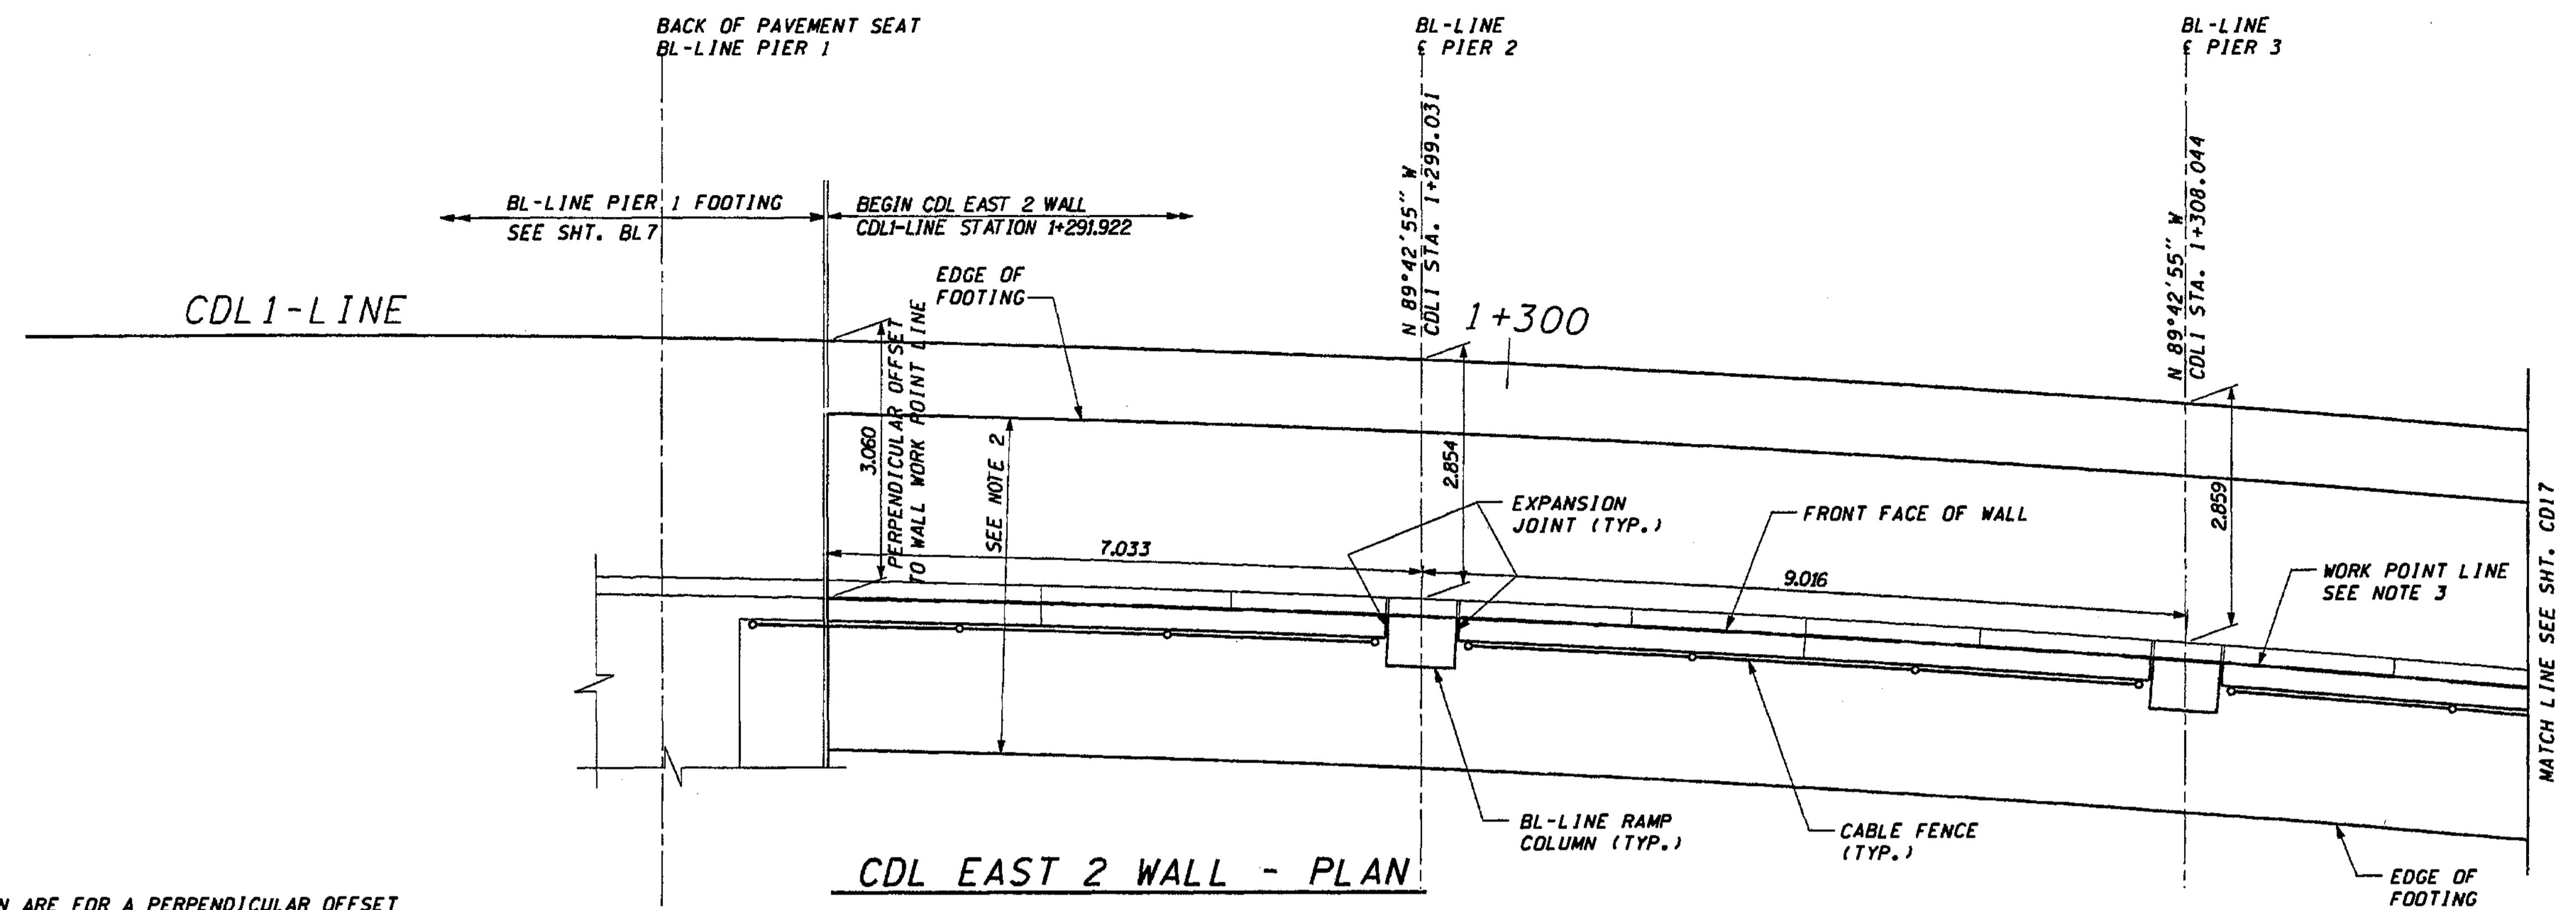 BACK OF PAVEMENT SEAT
BL-LINE PIER 1
BL-LINE
℄ PIER 2
BL-LINE
℄ PIER 3
N 89°42'55" W
CDL1 STA. 1+299.031
N 89°42'55" W
CDL1 STA. 1+308.044
BL-LINE PIER 1 FOOTING
SEE SHT. BL7
BEGIN CDL EAST 2 WALL
CDL1-LINE STATION 1+291.922
EDGE OF
FOOTING
CDL1-LINE
1+300
3.060
PERPENDICULAR OFFSET
TO WALL WORK POINT LINE
SEE NOTE 2
2.854
2.859
EXPANSION
JOINT (TYP.)
FRONT FACE OF WALL
7.033
9.016
WORK POINT LINE
SEE NOTE 3
MATCH LINE SEE SHT. CD17
BL-LINE RAMP
COLUMN (TYP.)
CABLE FENCE
(TYP.)
EDGE OF
FOOTING
CDL EAST 2 WALL - PLAN
N ARE FOR A PERPENDICULAR OFFSET